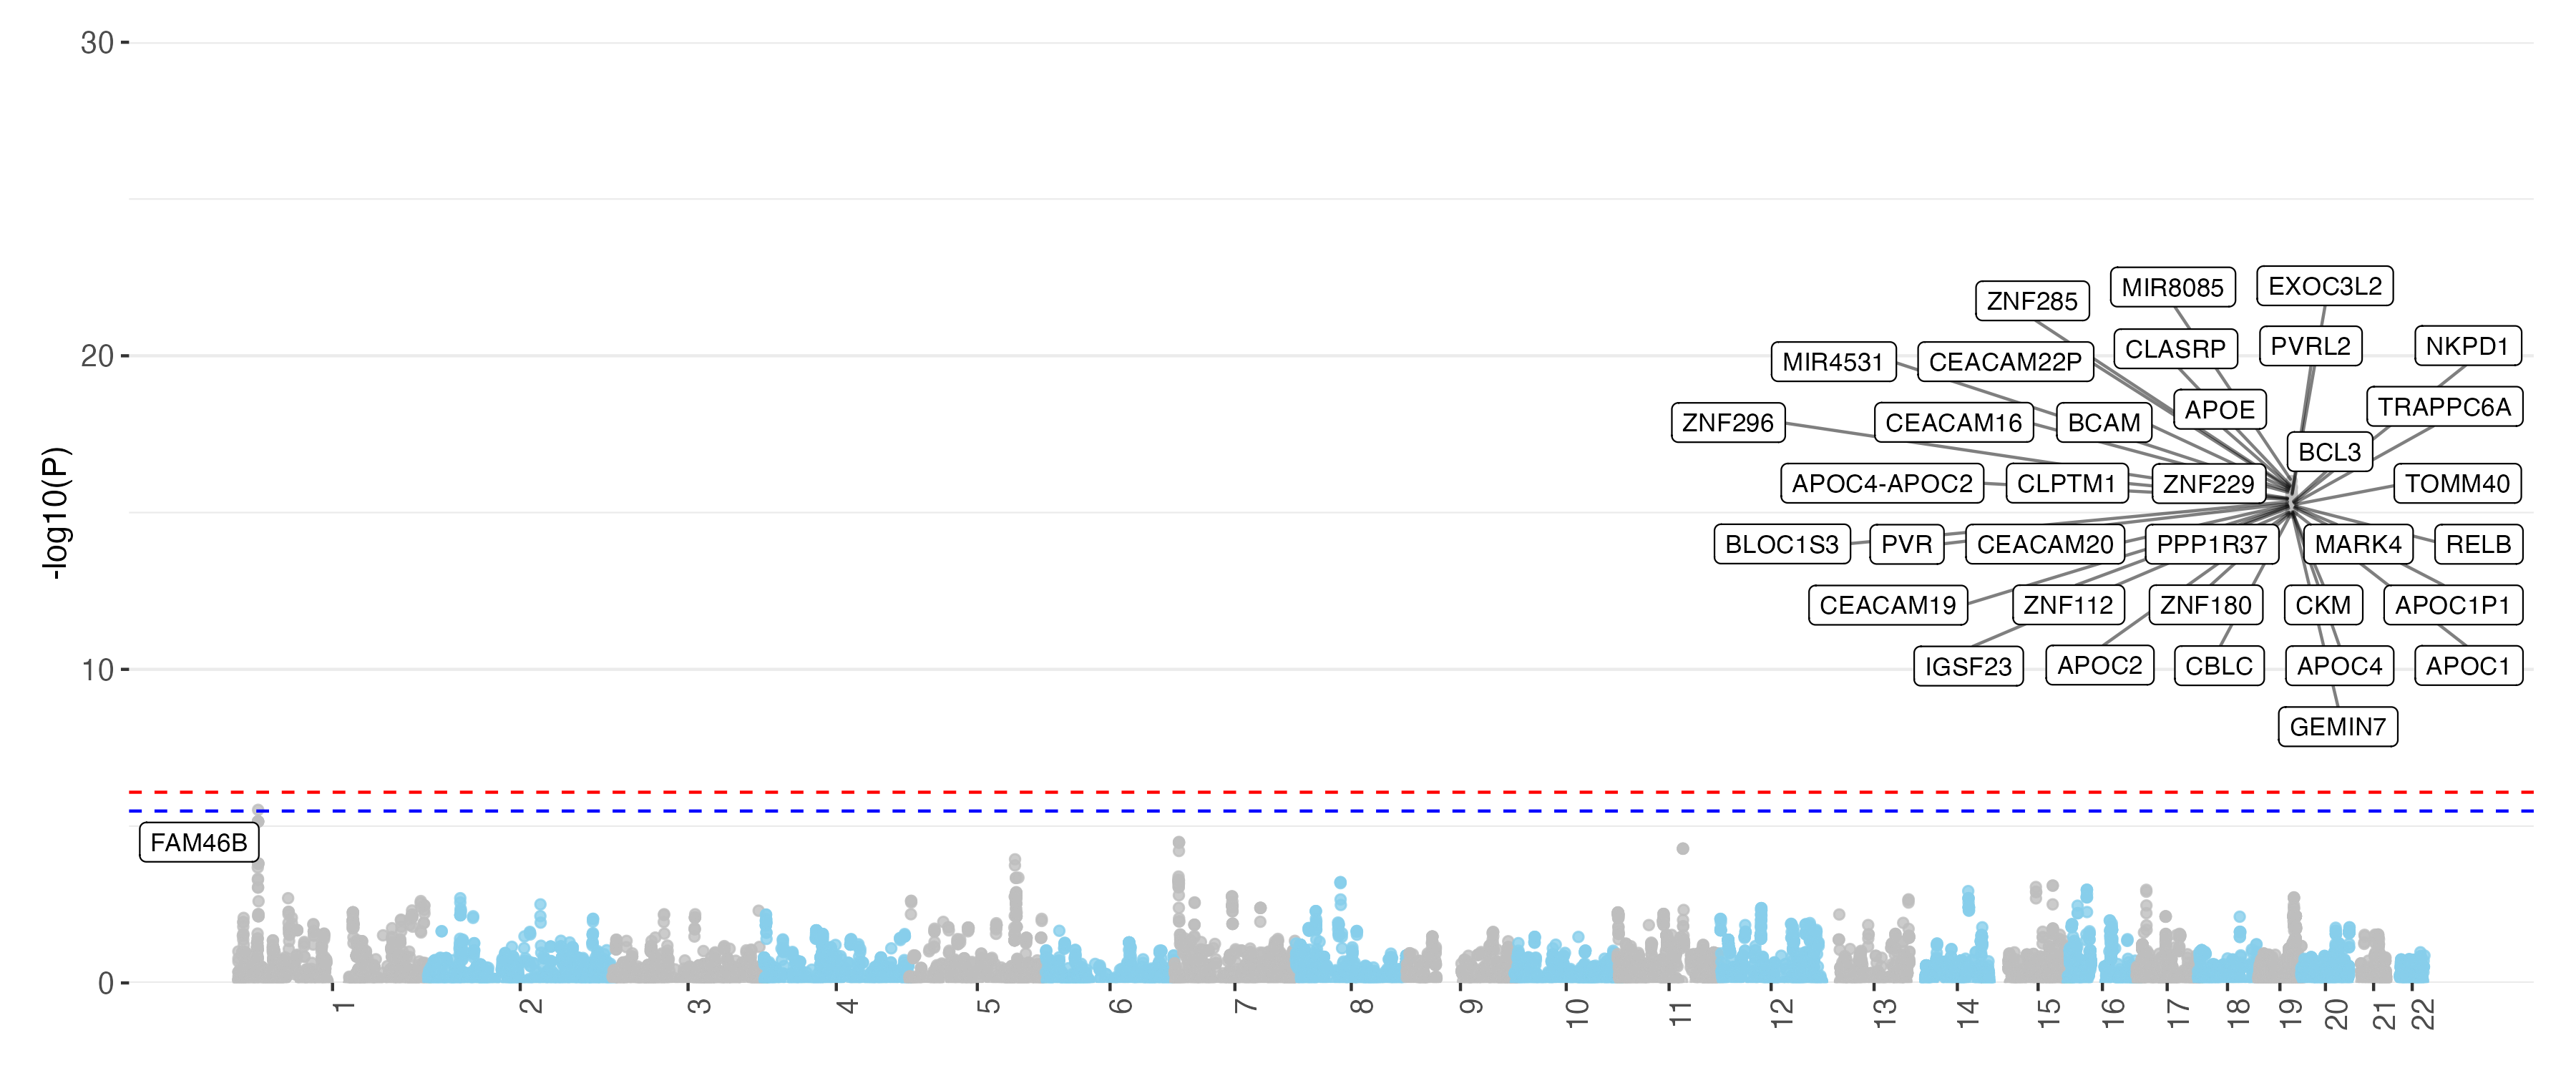 30
20
10
0
-log10(P)
ZNF285
MIR8085
EXOC3L2
MIR4531
CEACAM22P
CLASRP
PVRL2
NKPD1
ZNF296
CEACAM16
BCAM
APOE
TRAPPC6A
BCL3
APOC4-APOC2
CLPTM1
ZNF229
TOMM40
BLOC1S3
PVR
CEACAM20
PPP1R37
MARK4
RELB
CEACAM19
ZNF112
ZNF180
CKM
APOC1P1
IGSF23
APOC2
CBLC
APOC4
APOC1
GEMIN7
FAM46B
1
2
3
4
5
6
7
8
9
10
11
12
13
14
15
16
17
18
19
20
21
22